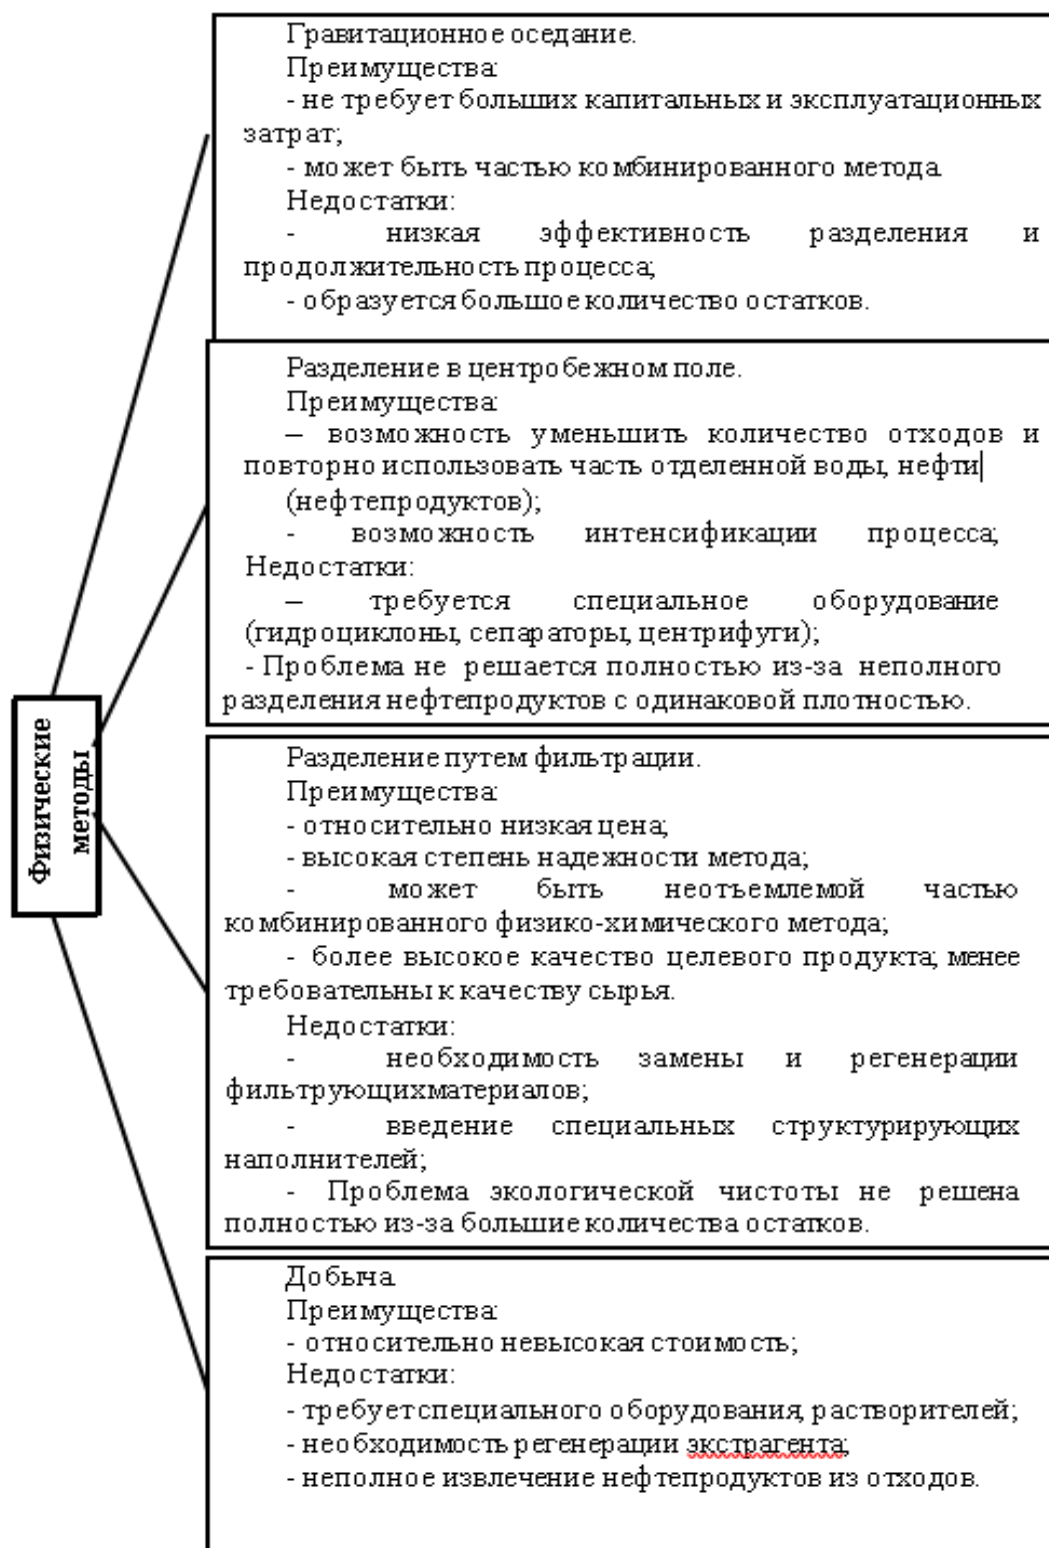 Гравитационное оседание.
Преимущества:
- не требует больших капитальных и эксплуатационных
затрат;
- может быть частью комбинированного метода.
Недостатки:
- низкая эффективность разделения и
продолжительность процесса;
- образуется большое количество остатков.
Разделение в центробежном поле.
Преимущества:
– возможность уменьшить количество отходов и
повторно использовать часть отделенной воды, нефти
(нефтепродуктов);
- возможность интенсификации процесса;
Недостатки:
– требуется специальное оборудование
(гидроциклоны, сепараторы, центрифуги);
- Проблема не решается полностью из-за неполного
разделения нефтепродуктов с одинаковой плотностью.
Физические
методы
Разделение путем фильтрации.
Преимущества:
- относительно низкая цена;
- высокая степень надежности метода;
- может быть неотъемлемой частью
комбинированного физико-химического метода;
- более высокое качество целевого продукта; менее
требовательны к качеству сырья.
Недостатки:
- необходимость замены и регенерации
фильтрующихматериалов;
- введение специальных структурирующих
наполнителей;
- Проблема экологической чистоты не решена
полностью из-за большие количества остатков.
Добыча.
Преимущества:
- относительно невысокая стоимость;
Недостатки:
- требует специального оборудования, растворителей;
- необходимость регенерации экстрагента;
- неполное извлечение нефтепродуктов из отходов.